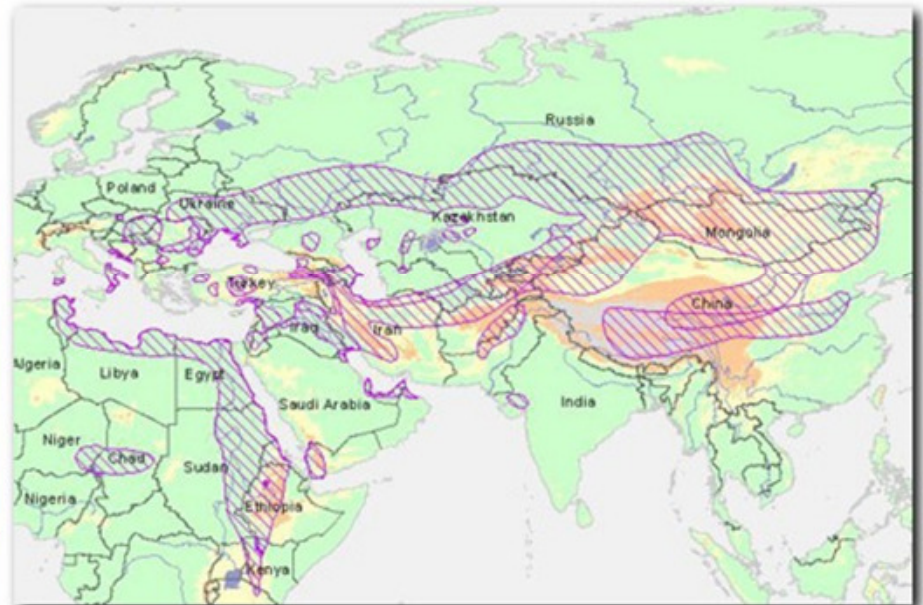 Russia
Poland
Ukraine
Kazakhstan
Mongolia
Turkey
China
Iraq
Iran
Algeria
Libya
Egypt
Saudi Arabia
India
Niger
Chad
Sudan
Nigeria
Ethiopia
Kenya